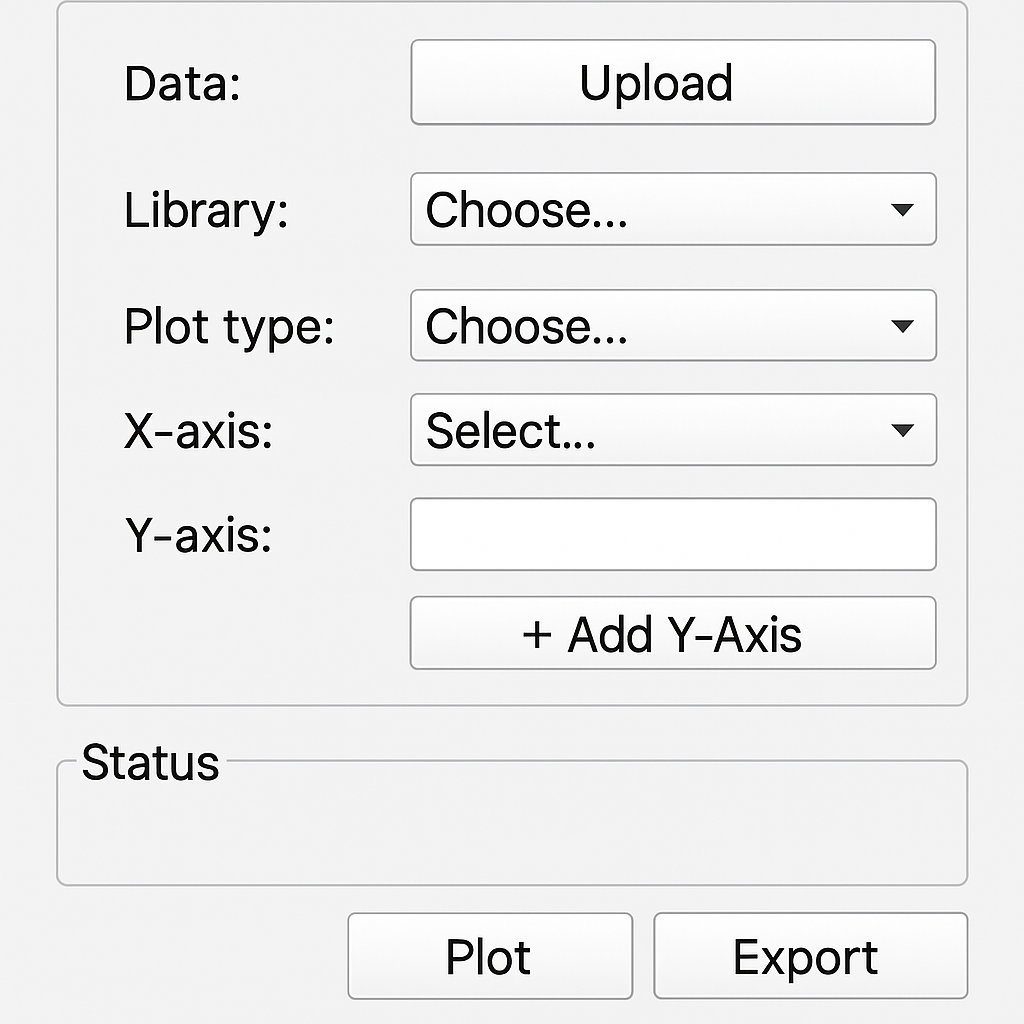 Data: Upload
Library: Choose...
Plot type: Choose...
X-axis: Select...
Y-axis:
+ Add Y-Axis
Status
Plot Export